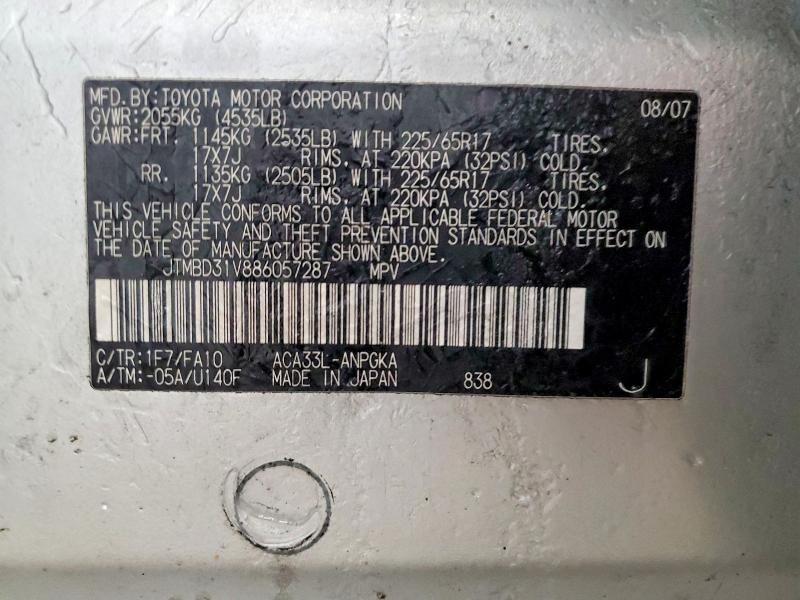 MFD.BY:TOYOTA MOTOR CORPORATION 08/07
GVWR:2055KG (4535LB)
GAWR:FRT. 1145KG (2535LB) WITH 225/65R17 TIRES.
17X7J RIMS. AT 220KPA (32PSI) COLD.
RR. 1135KG (2505LB) WITH 225/65R17 TIRES.
17X7J RIMS. AT 220KPA (32PSI) COLD.
THIS VEHICLE CONFORMS TO ALL APPLICABLE FEDERAL MOTOR
VEHICLE SAFETY AND THEFT PREVENTION STANDARDS IN EFFECT ON
THE DATE OF MANUFACTURE SHOWN ABOVE.
JTMBD31V886057287 MPV
C/TR:1F7/FA10 ACA33L-ANPGKA
A/TM:-05A/U140F MADE IN JAPAN 838 J